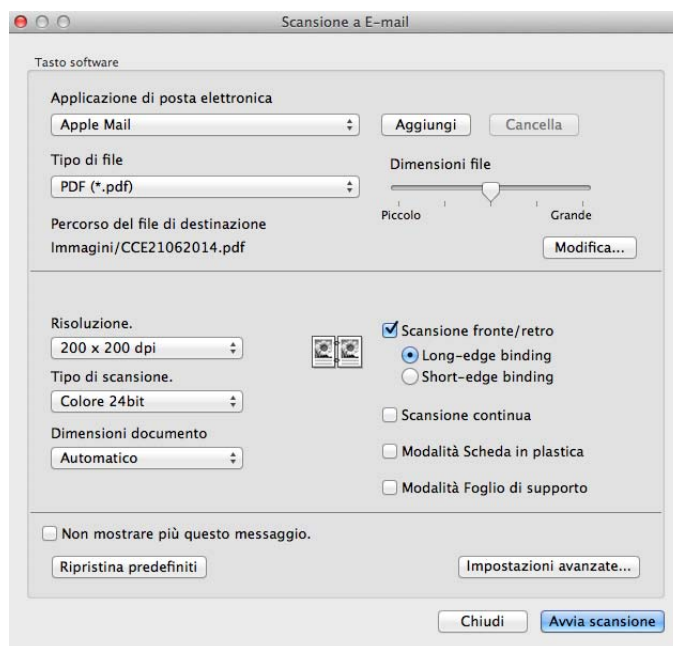 Scansione a E-mail
Tasto software
Applicazione di posta elettronica
Apple Mail
Aggiungi
Cancella
Tipo di file
Dimensioni file
PDF (*.pdf)
Piccolo
Grande
Percorso del file di destinazione
Immagini/CCE21062014.pdf
Modifica...
Risoluzione.
Scansione fronte/retro
200 x 200 dpi
Long-edge binding
Tipo di scansione.
Short-edge binding
Colore 24bit
Scansione continua
Dimensioni documento
Automatico
Modalità Scheda in plastica
Modalità Foglio di supporto
Non mostrare più questo messaggio.
Ripristina predefiniti
Impostazioni avanzate...
Chiudi
Avvia scansione